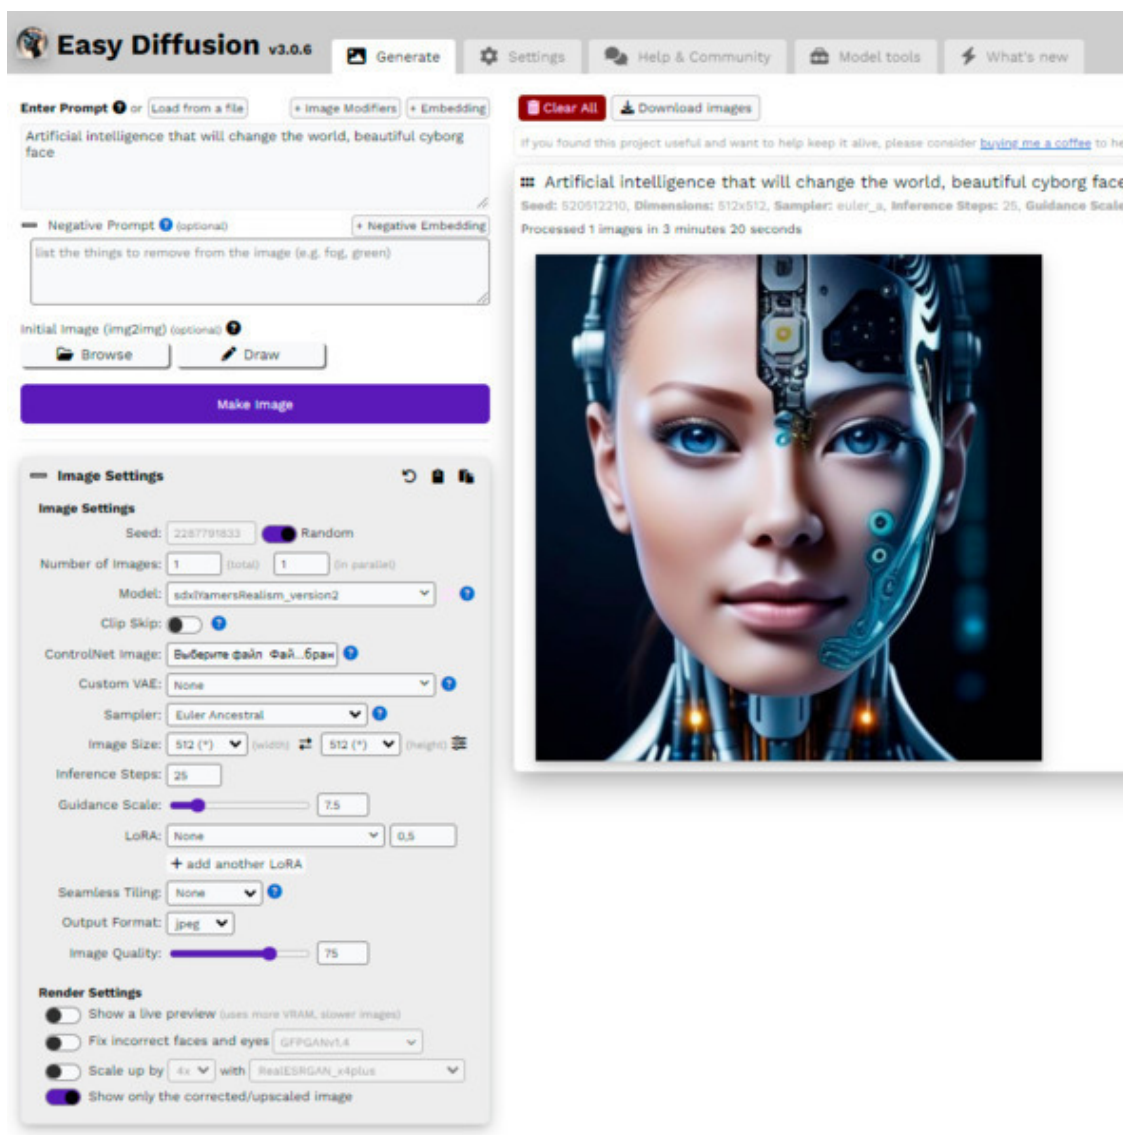 Easy Diffusion v3.0.6
Generate
Settings
Help & Community
Model tools
What's new
Enter Prompt ? or Load from a file
+ Image Modifiers
+ Embedding
Artificial intelligence that will change the world, beautiful cyborg
face
Negative Prompt ? (optional)
+ Negative Embedding
list the things to remove from the image (e.g. fog, green)
Initial Image (img2img) (optional) ?
Browse
Draw
Make Image
Image Settings
Image Settings
Seed: 2287791833 Random
Number of Images: 1 (total) 1 (in parallel)
Model: sdxlYamersRealism_version2 ?
Clip Skip: ?
ControlNet Image: Выберите файл Фай...бран ?
Custom VAE: None ?
Sampler: Euler Ancestral ?
Image Size: 512 (*) (width) 512 (*) (height)
Inference Steps: 25
Guidance Scale: 7.5
LoRA: None 0,5
+ add another LoRA
Seamless Tiling: None ?
Output Format: jpeg
Image Quality: 75
Render Settings
Show a live preview (uses more VRAM, slower images)
Fix incorrect faces and eyes GFPGANv1.4
Scale up by 4x with RealESRGAN_x4plus
Show only the corrected/upscaled image
Clear All
Download images
If you found this project useful and want to help keep it alive, please consider buying me a coffee to he
Artificial intelligence that will change the world, beautiful cyborg face
Seed: 520512210, Dimensions: 512x512, Sampler: euler_a, Inference Steps: 25, Guidance Scale
Processed 1 images in 3 minutes 20 seconds